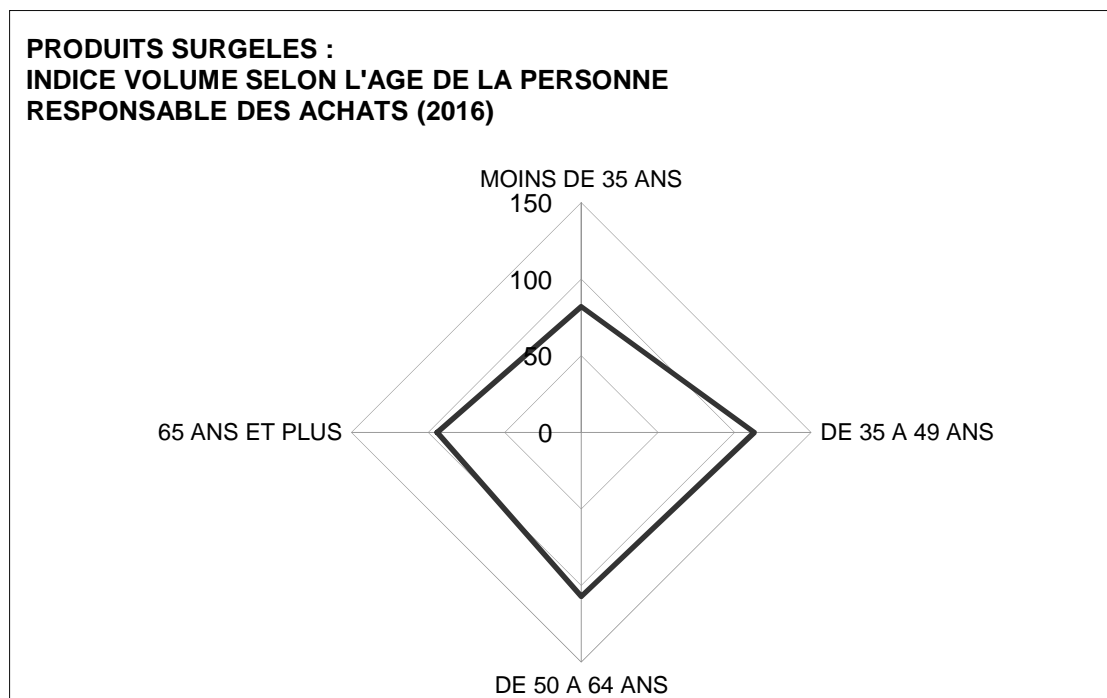 PRODUITS SURGELES :
INDICE VOLUME SELON L'AGE DE LA PERSONNE
RESPONSABLE DES ACHATS (2016)
MOINS DE 35 ANS
150
100
50
65 ANS ET PLUS
0
DE 35 A 49 ANS
DE 50 A 64 ANS